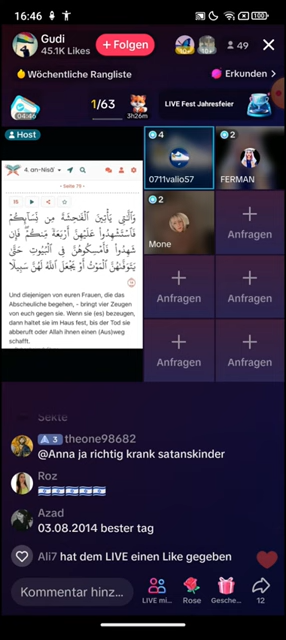 16:46
100%
Gudi
45.1K Likes
+ Folgen
49
Wöchentliche Rangliste
Erkunden >
04:46
1/63
3h26m
LIVE Fest Jahresfeier
Host
4. an-Nisāʾ
- Seite 79 -
15
وَٱلَّـٰتِى يَأْتِينَ ٱلْفَـٰحِشَةَ مِن نِّسَآئِكُمْ
فَٱسْتَشْهِدُوا۟ عَلَيْهِنَّ أَرْبَعَةً مِّنكُمْ ۖ فَإِن
شَهِدُوا۟ فَأَمْسِكُوهُنَّ فِى ٱلْبُيُوتِ حَتَّىٰ
يَتَوَفَّىٰهُنَّ ٱلْمَوْتُ أَوْ يَجْعَلَ ٱللَّهُ لَهُنَّ سَبِيلًا
Und diejenigen von euren Frauen, die das
Abscheuliche begehen, - bringt vier Zeugen
von euch gegen sie. Wenn sie (es) bezeugen,
dann haltet sie im Haus fest, bis der Tod sie
abberuft oder Allah ihnen einen (Aus)weg
schafft.
4
0711valio57
2
FERMAN
2
Mone
Anfragen
Anfragen
Anfragen
Anfragen
Anfragen
Sekte
3 theone98682
@Anna ja richtig krank satanskinder
Roz
🇮🇱🇮🇱🇮🇱🇮🇱🇮🇱🇮🇱
Azad
03.08.2014 bester tag
Ali7 hat dem LIVE einen Like gegeben
Kommentar hinz...
LIVE mi...
Rose
Gesche...
12